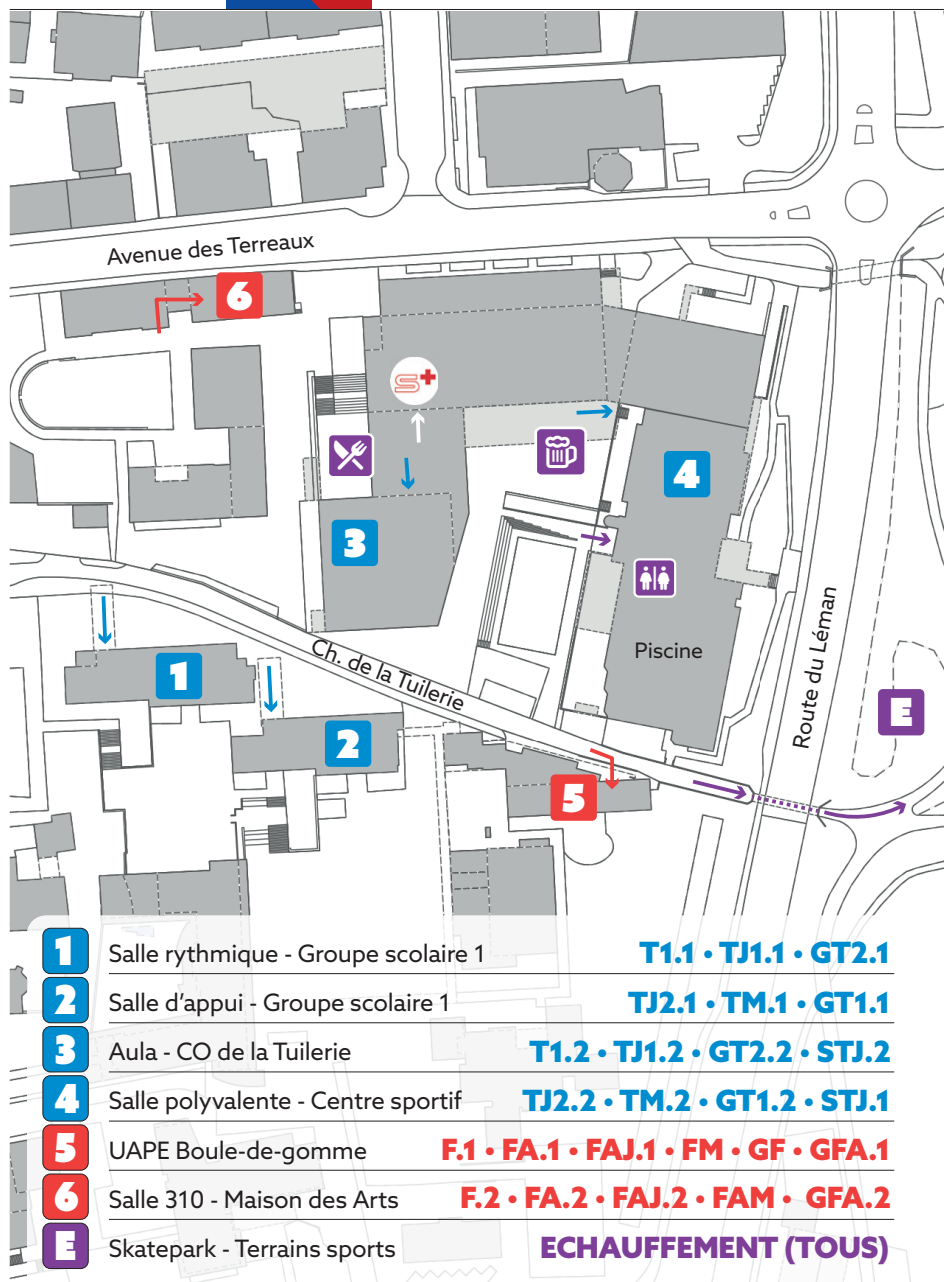 Avenue des Terreaux
6
S+
4
3
Piscine
Ch. de la Tuilerie
Route du Léman
1
E
2
5
1 Salle rythmique - Groupe scolaire 1 T1.1 • TJ1.1 • GT2.1
2 Salle d'appui - Groupe scolaire 1 TJ2.1 • TM.1 • GT1.1
3 Aula - CO de la Tuilerie T1.2 • TJ1.2 • GT2.2 • STJ.2
4 Salle polyvalente - Centre sportif TJ2.2 • TM.2 • GT1.2 • STJ.1
5 UAPE Boule-de-gomme F.1 • FA.1 • FAJ.1 • FM • GF • GFA.1
6 Salle 310 - Maison des Arts F.2 • FA.2 • FAJ.2 • FAM • GFA.2
E Skatepark - Terrains sports ECHAUFFEMENT (TOUS)